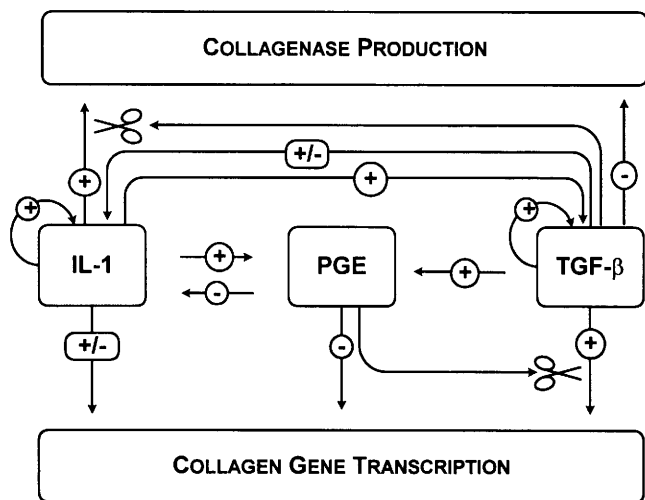 COLLAGENASE PRODUCTION
+/-
+
+
-
+
+
IL-1
PGE
TGF-β
+
+
-
+/-
-
+
COLLAGEN GENE TRANSCRIPTION